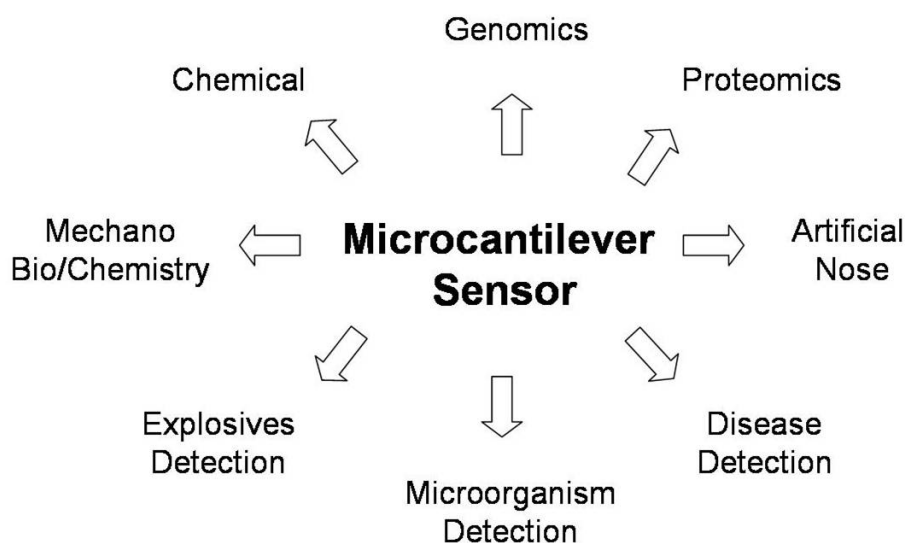 Genomics
Chemical
Proteomics
Mechano
Bio/Chemistry
Microcantilever
Sensor
Artificial
Nose
Explosives
Detection
Microorganism
Detection
Disease
Detection